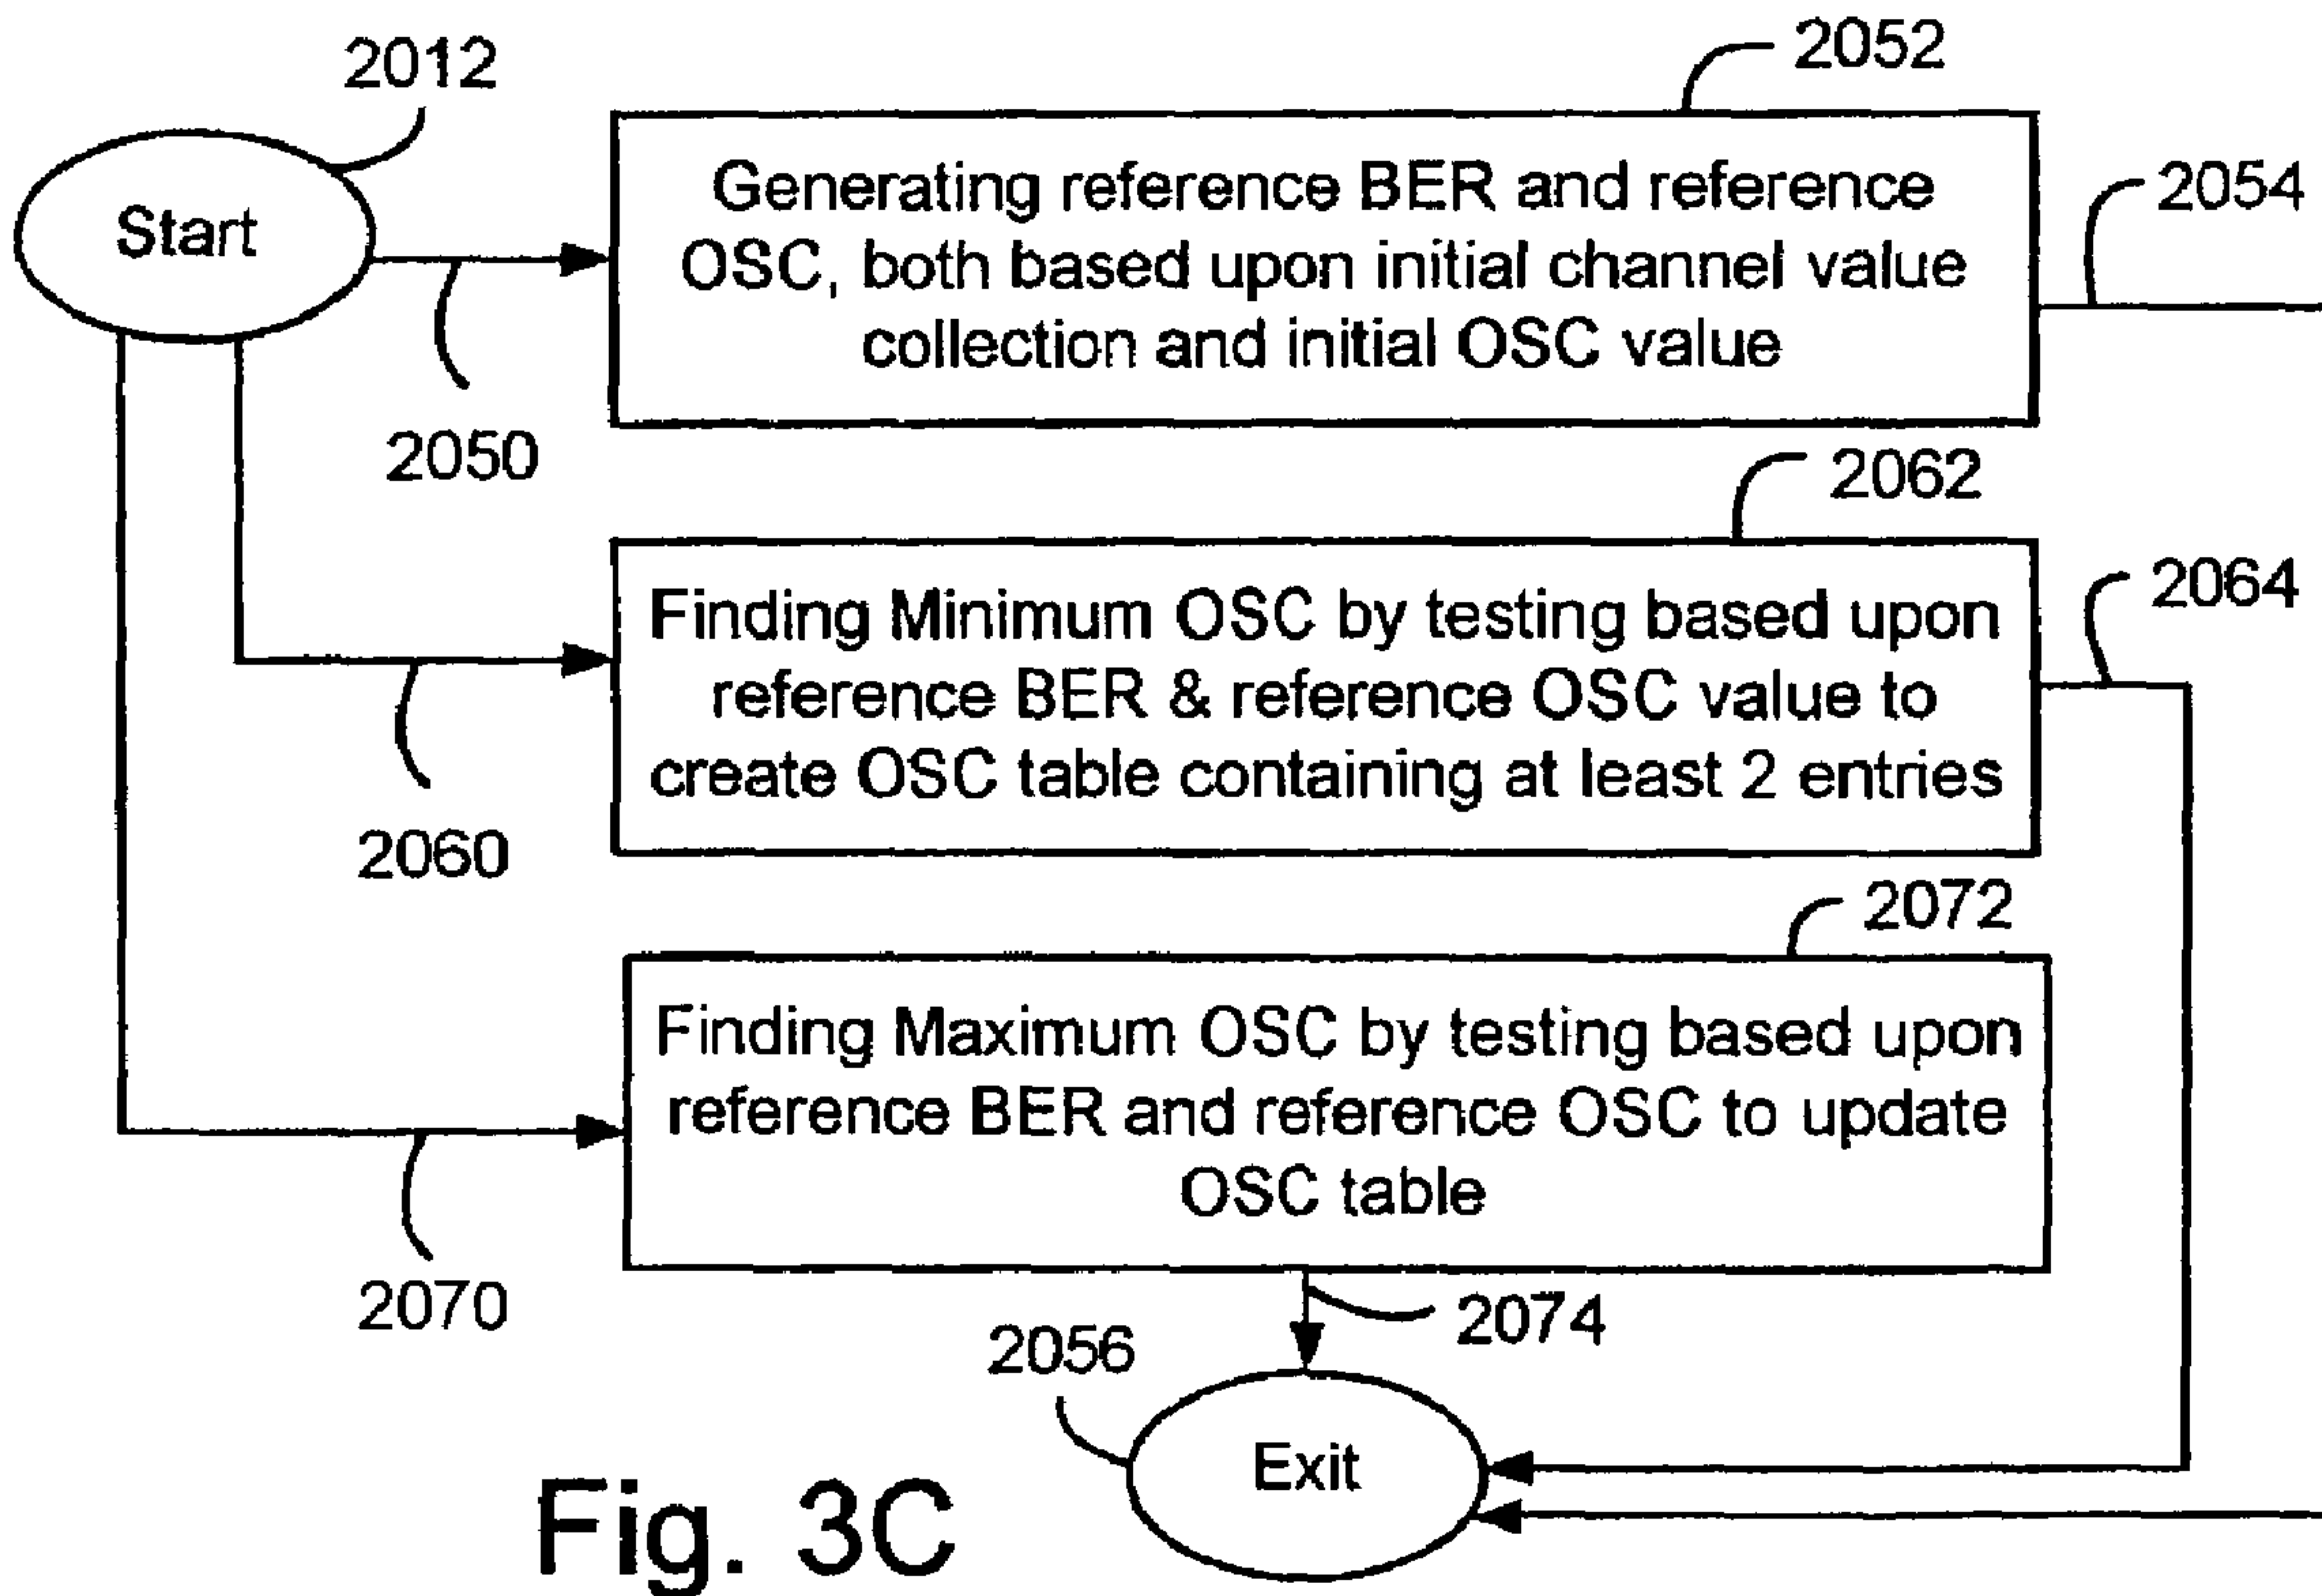 2012
2052
Start
Generating reference BER and reference
OSC, both based upon initial channel value
collection and initial OSC value
2054
2050
2062
Finding Minimum OSC by testing based upon
reference BER & reference OSC value to
create OSC table containing at least 2 entries
2064
2060
2072
Finding Maximum OSC by testing based upon
reference BER and reference OSC to update
OSC table
2070
2074
2056
Exit
Fig. 3C